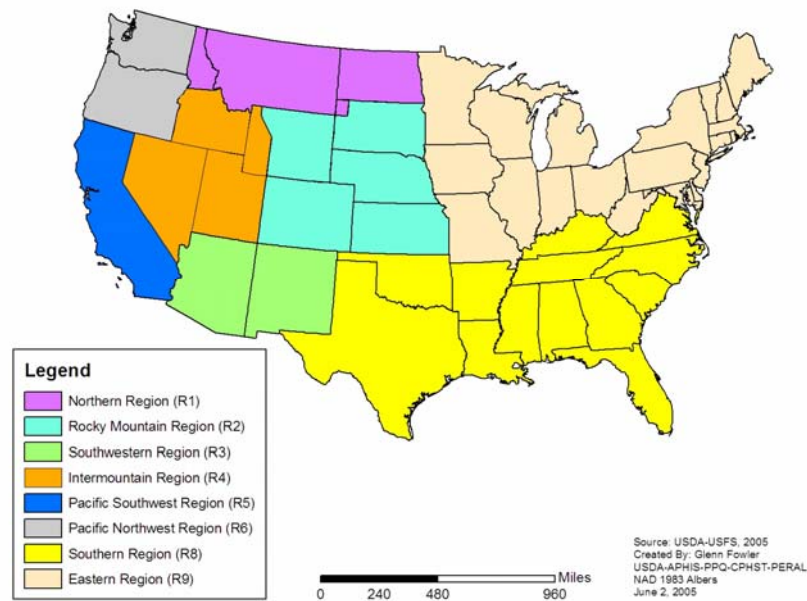 Legend
Northern Region (R1)
Rocky Mountain Region (R2)
Southwestern Region (R3)
Intermountain Region (R4)
Pacific Southwest Region (R5)
Pacific Northwest Region (R6)
Southern Region (R8)
Eastern Region (R9)
Miles
0 240 480 960
Source: USDA-USFS, 2005
Created By: Glenn Fowler
USDA-APHIS-PPQ-CPHST-PERAL
NAD 1983 Albers
June 2, 2005